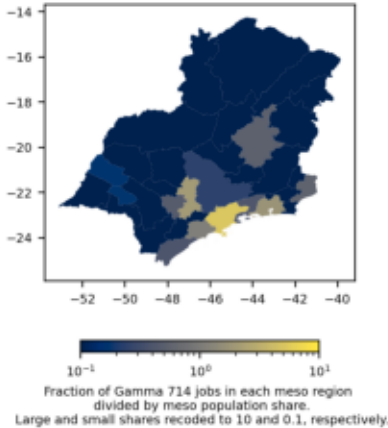 −14
−16
−18
−20
−22
−24
−52 −50 −48 −46 −44 −42 −40
10⁻¹ 10⁰ 10¹
Fraction of Gamma 714 jobs in each meso region
divided by meso population share.
Large and small shares recoded to 10 and 0.1, respectively.